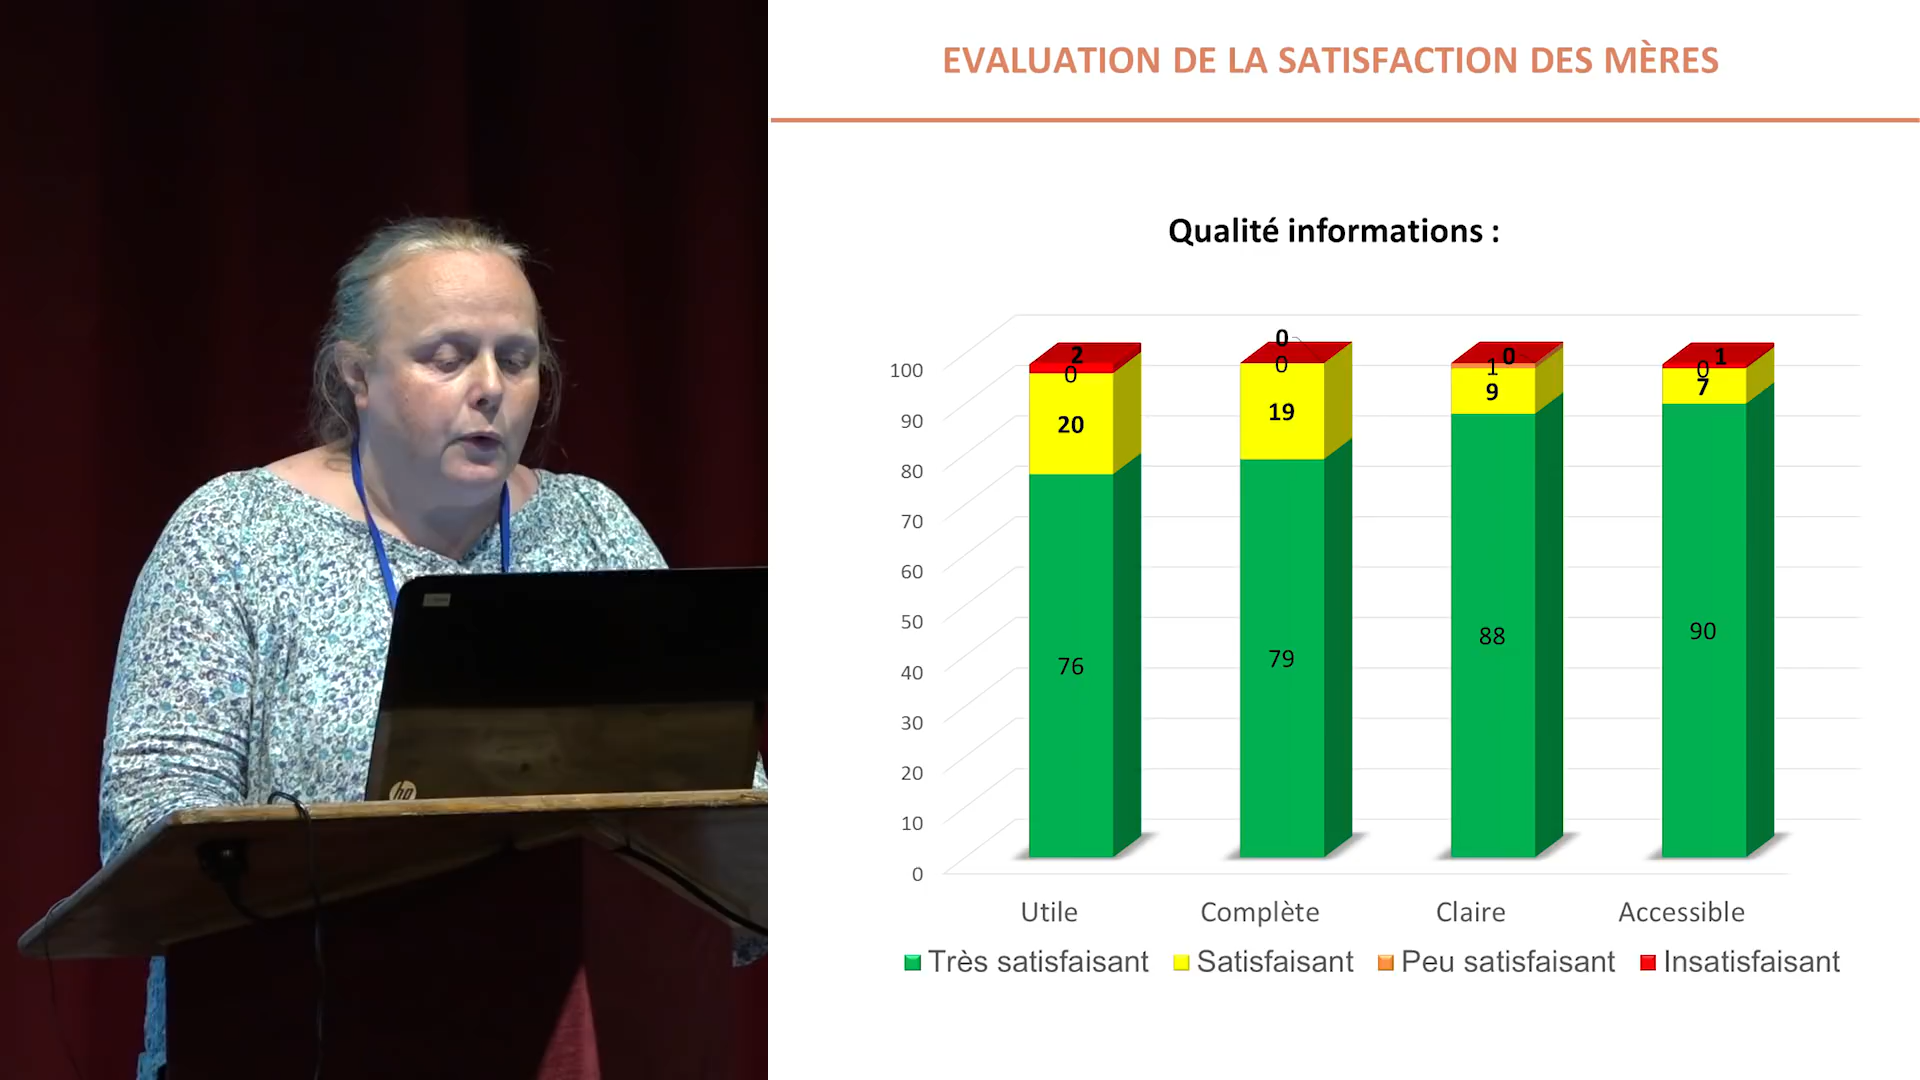 EVALUATION DE LA SATISFACTION DES MÈRES
Qualité informations :
100
90
80
70
60
50
40
30
20
10
0
2
0
20
76
0
0
19
79
0
1
9
88
1
0
7
90
Utile
Complète
Claire
Accessible
Très satisfaisant
Satisfaisant
Peu satisfaisant
Insatisfaisant
hp